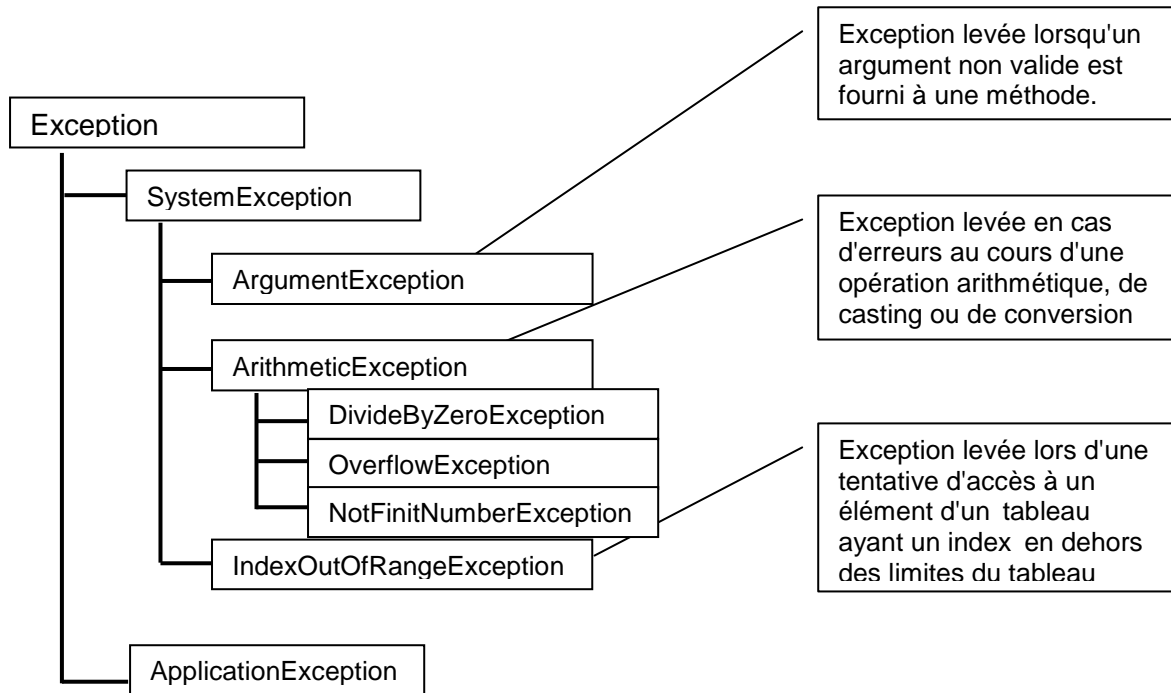 Exception
SystemException
ArgumentException
ArithmeticException
DivideByZeroException
OverflowException
NotFinitNumberException
IndexOutOfRangeException
ApplicationException
Exception levée lorsqu'un
argument non valide est
fourni à une méthode.
Exception levée en cas
d'erreurs au cours d'une
opération arithmétique, de
casting ou de conversion
Exception levée lors d'une
tentative d'accès à un
élément d'un tableau
ayant un index en dehors
des limites du tableau